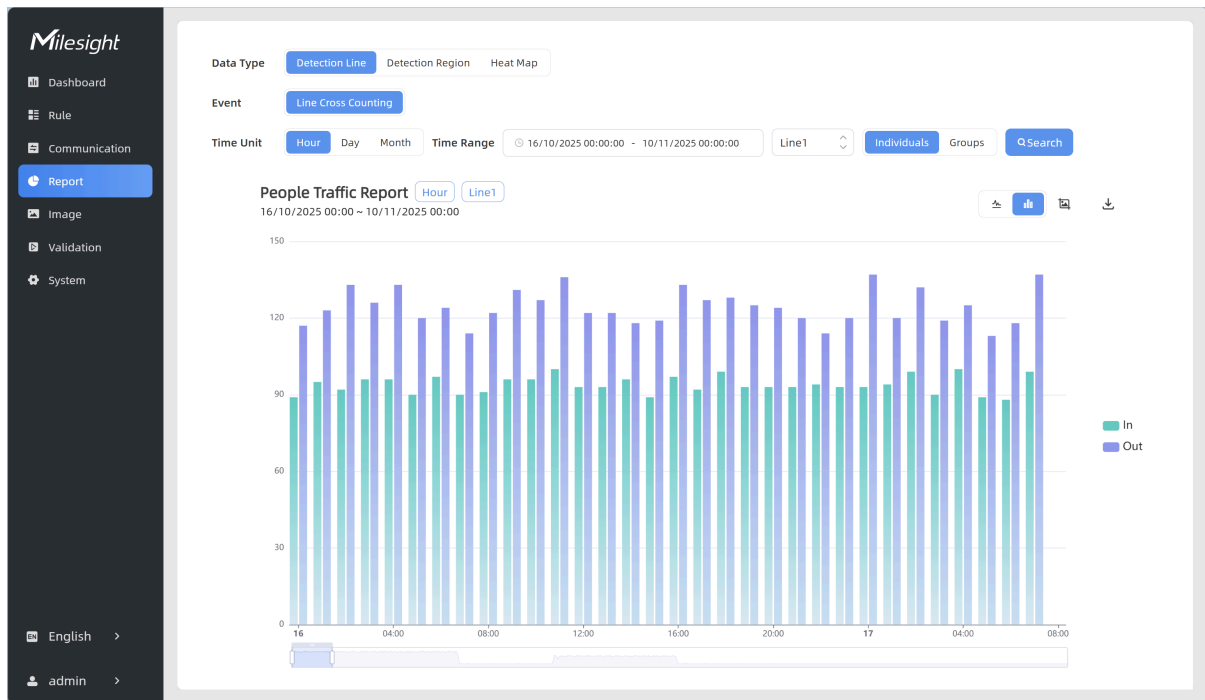 Milesight
Dashboard
Rule
Communication
Report
Image
Validation
System
EN English >
admin >
Data Type Detection Line Detection Region Heat Map
Event Line Cross Counting
Time Unit Hour Day Month Time Range 16/10/2025 00:00:00 - 10/11/2025 00:00:00 Line1 Individuals Groups Search
People Traffic Report Hour Line1
16/10/2025 00:00 ~ 10/11/2025 00:00
150
120
90
60
30
0
16 04:00 08:00 12:00 16:00 20:00 17 04:00 08:00
In
Out